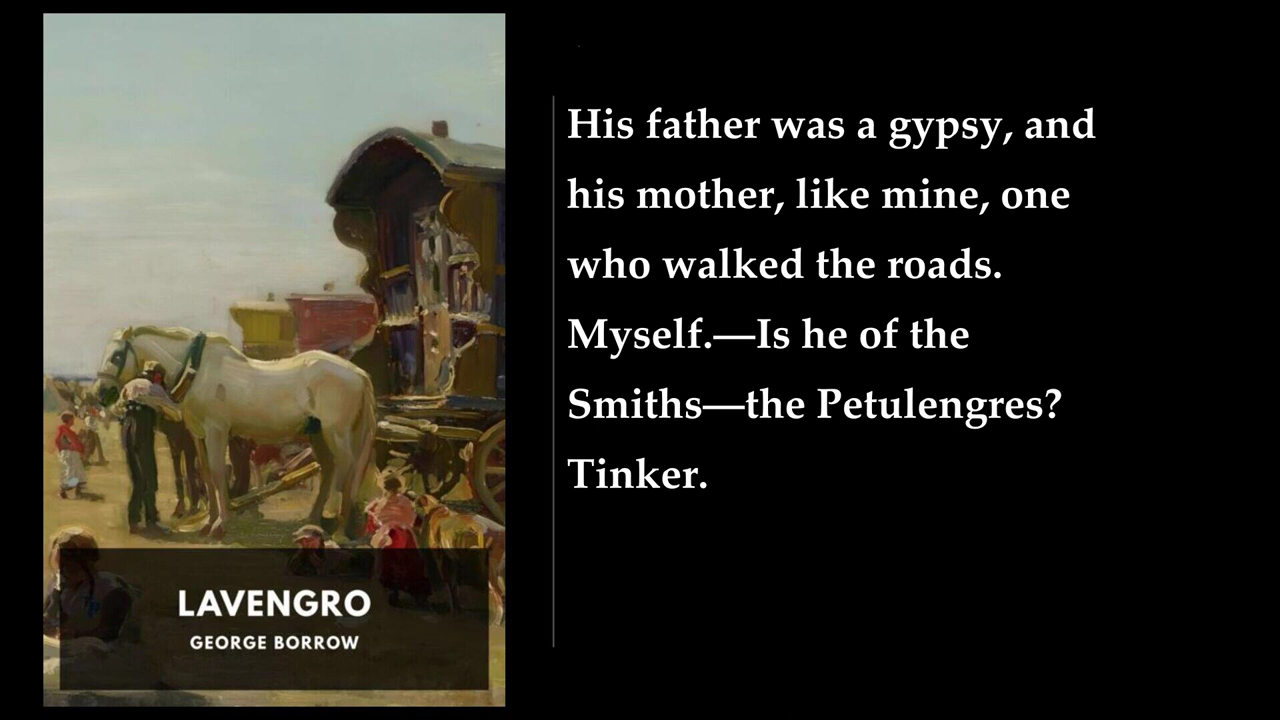 His father was a gypsy, and
his mother, like mine, one
who walked the roads.
Myself.—Is he of the
Smiths—the Petulengres?
Tinker.
LAVENGRO
GEORGE BORROW